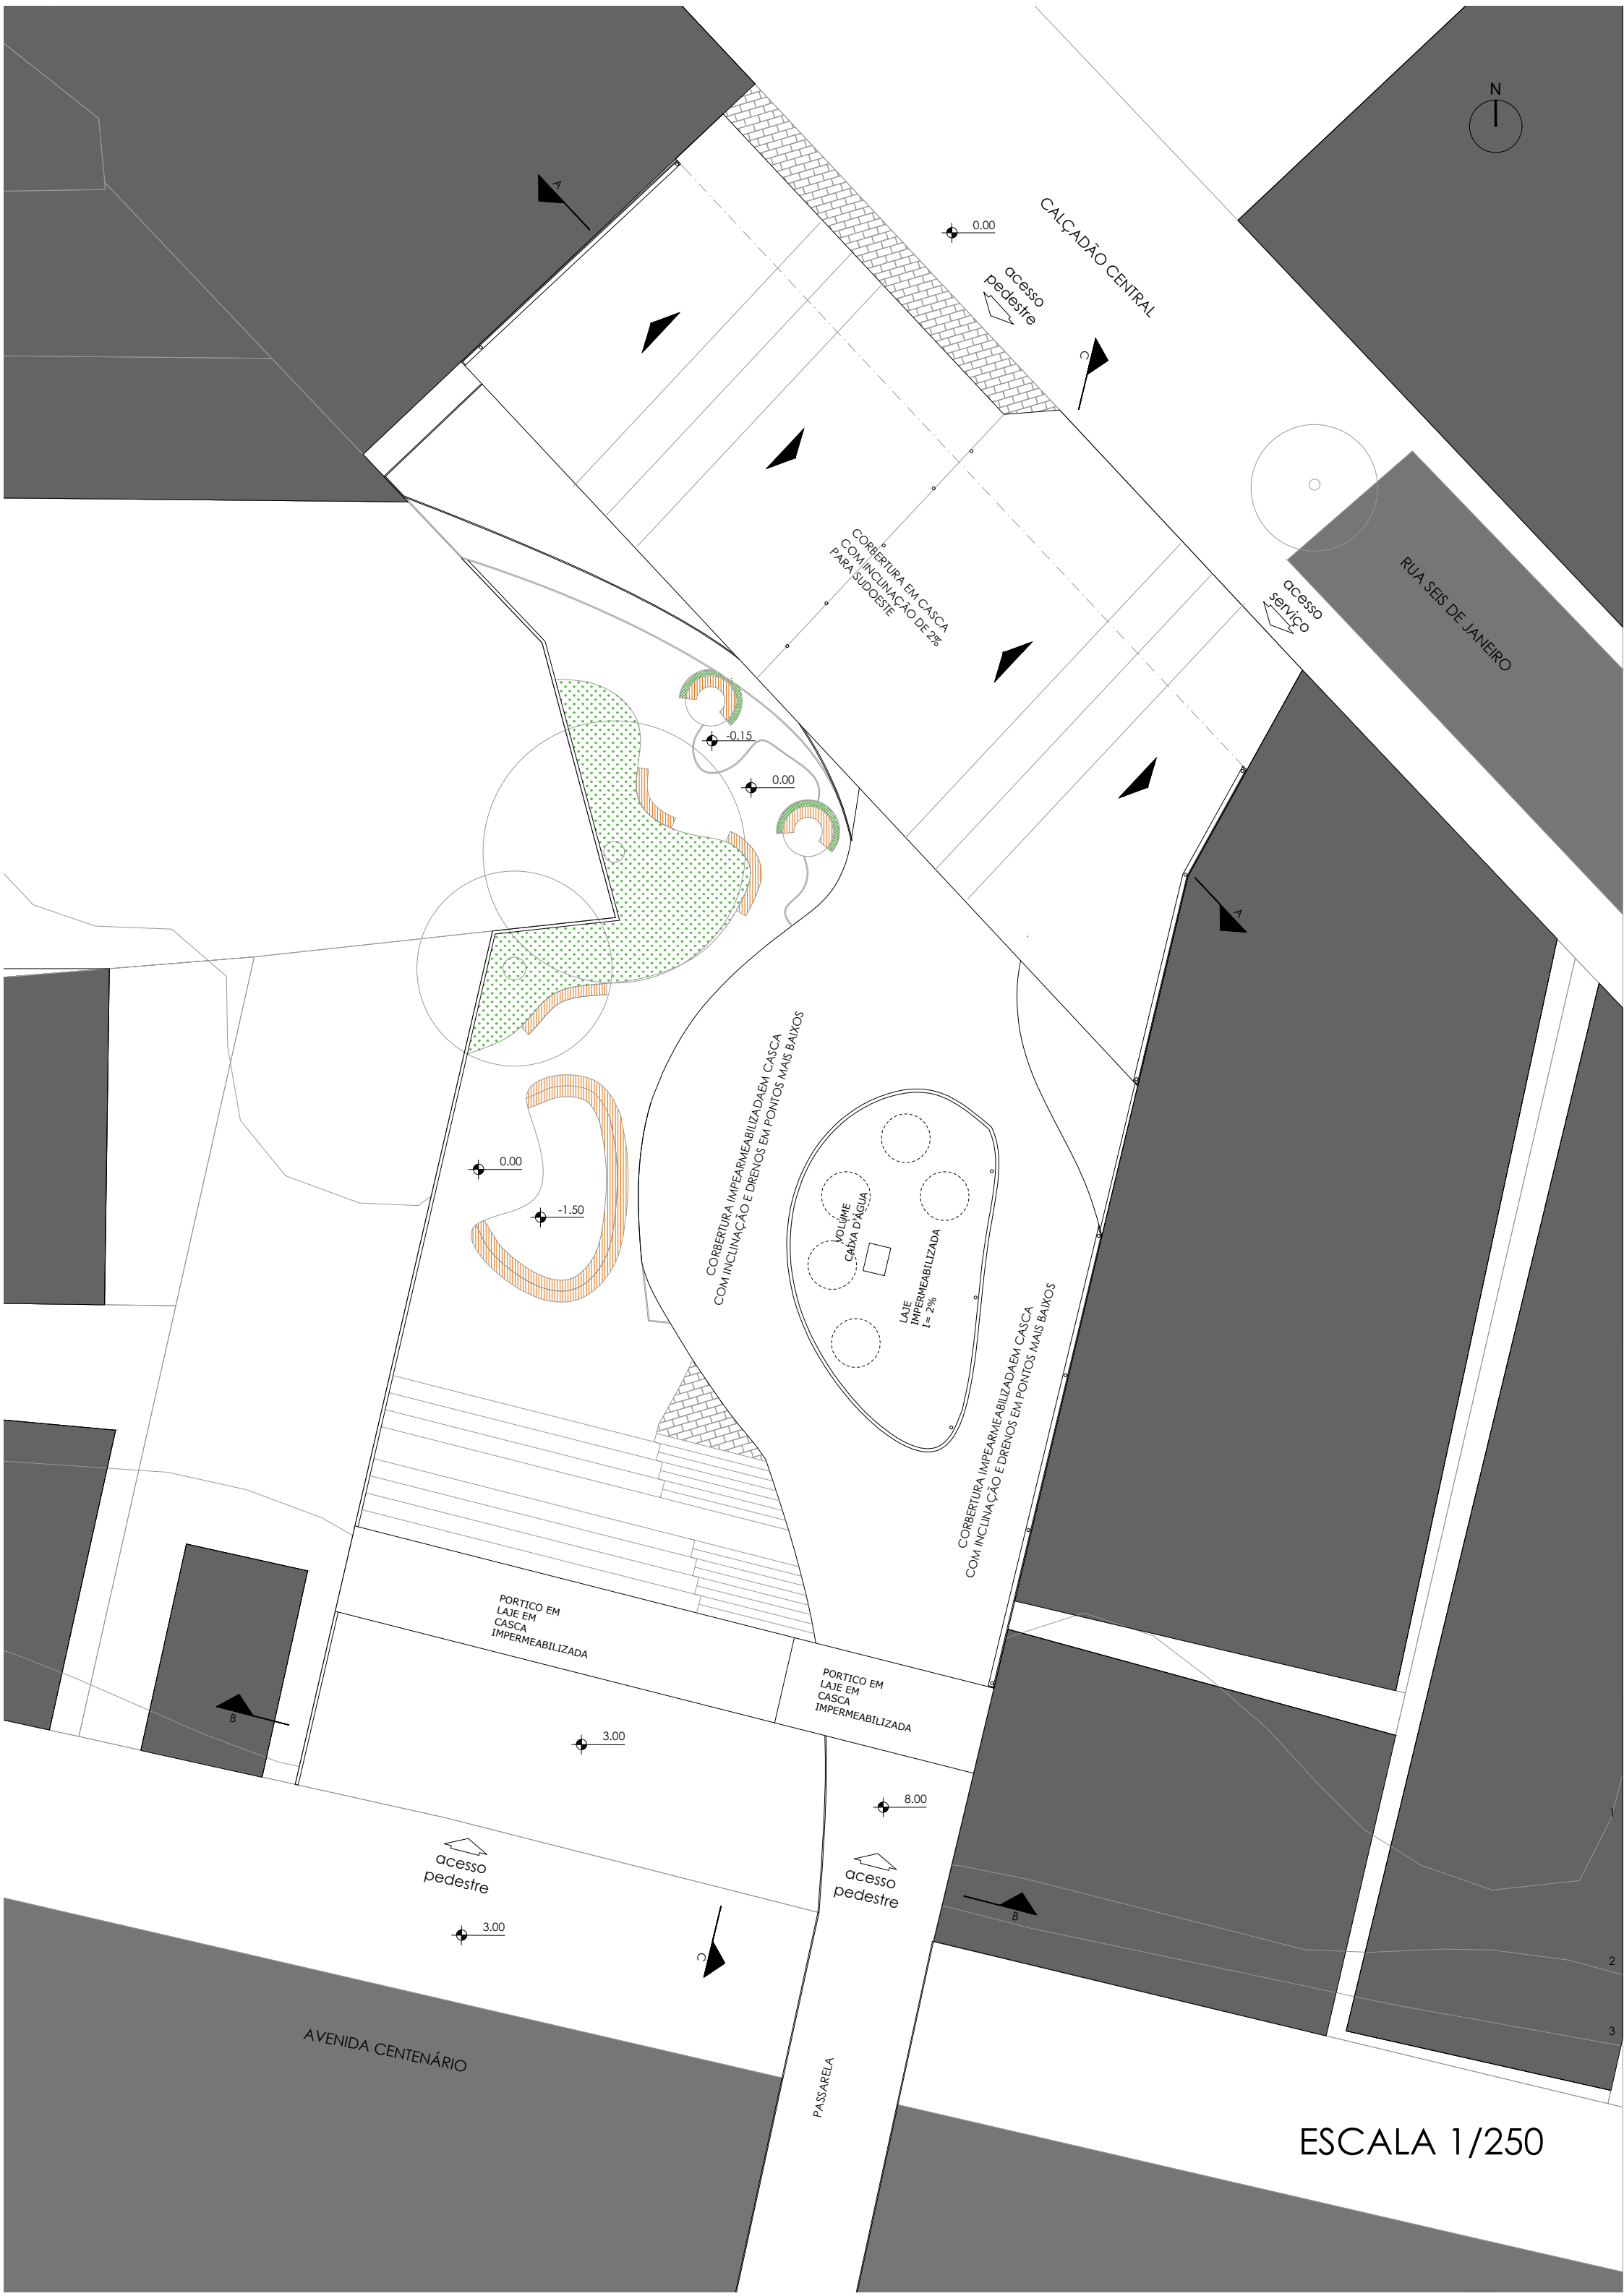 N
A
0.00
CALÇADÃO CENTRAL
acesso
pedestre
C
CORBERTURA EM CASCA
COM INCLINAÇÃO DE 2%
PARA SUDOESTE
RUA SEIS DE JANEIRO
acesso
serviço
-0.15
0.00
A
CORBERTURA IMPEARMEABILIZADAEM CASCA
COM INCLINAÇÃO E DRENOS EM PONTOS MAIS BAIXOS
0.00
-1.50
VOLUME
CAIXA D'ÁGUA
LAJE
IMPERMEABILIZADA
I= 2%
CORBERTURA IMPEARMEABILIZADAEM CASCA
COM INCLINAÇÃO E DRENOS EM PONTOS MAIS BAIXOS
PORTICO EM
LAJE EM
CASCA
IMPERMEABILIZADA
PORTICO EM
LAJE EM
CASCA
IMPERMEABILIZADA
B
3.00
8.00
1
acesso
pedestre
acesso
pedestre
B
3.00
C
2
3
AVENIDA CENTENÁRIO
PASSARELA
ESCALA 1/250